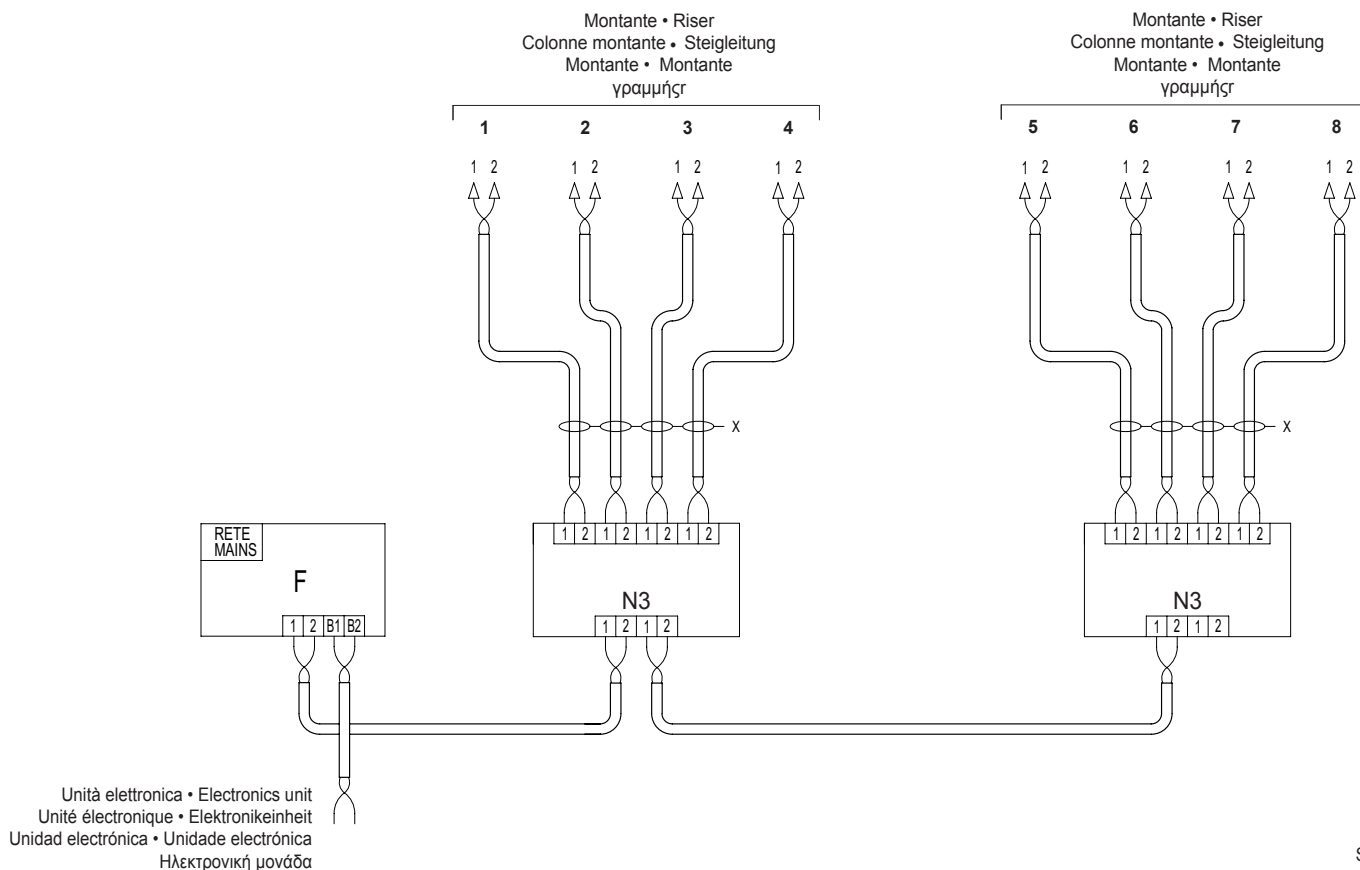 Montante • Riser
Colonne montante • Steigleitung
Montante • Montante
γραμμήςr
1 2 3 4
1 2 1 2 1 2 1 2
Montante • Riser
Colonne montante • Steigleitung
Montante • Montante
γραμμήςr
5 6 7 8
1 2 1 2 1 2 1 2
X
X
RETE
MAINS
F
1 2 B1 B2
1 2 1 2 1 2 1 2
N3
1 2 1 2
1 2 1 2 1 2 1 2
N3
1 2 1 2
Unità elettronica • Electronics unit
Unité électronique • Elektronikeinheit
Unidad electrónica • Unidade electrónica
Ηλεκτρονική μονάδα
S